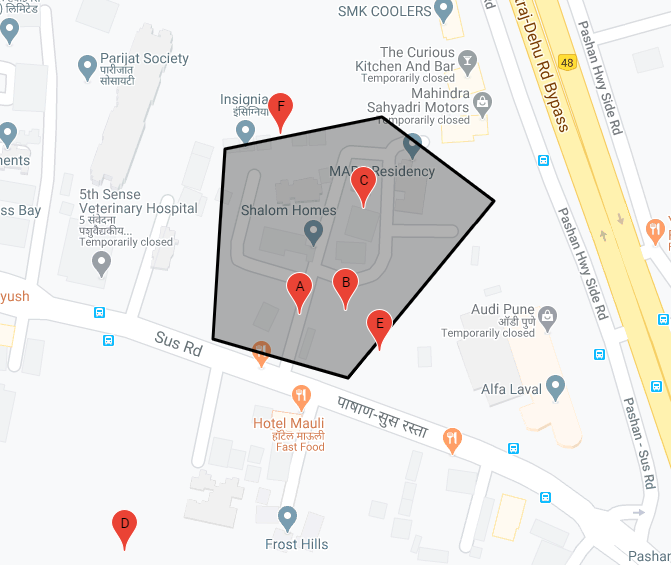 लिमिटेड
SMK COOLERS
Parijat Society
पारीजात
सोसायटी
The Curious
Kitchen And Bar
Temporarily closed
Mahindra
Sahyadri Motors
Temporarily closed
48
Pashan Hwy Side Rd
Dehu Rd Bypass
Insignia
इंसिग्निया
F
ments
MAP Residency
C
5th Sense
Veterinary Hospital
5 संवेदना
पशुवैद्यकीय...
Temporarily closed
ss Bay
Shalom Homes
Pashan Hwy Side Rd
A
B
E
yush
Sus Rd
Audi Pune
ऑडी पुणे
Temporarily closed
Alfa Laval
Hotel Mauli
हॉटेल माऊली
Fast Food
पाषाण-सुस रस्ता
Pashan - Sus Rd
D
Frost Hills
Pashan